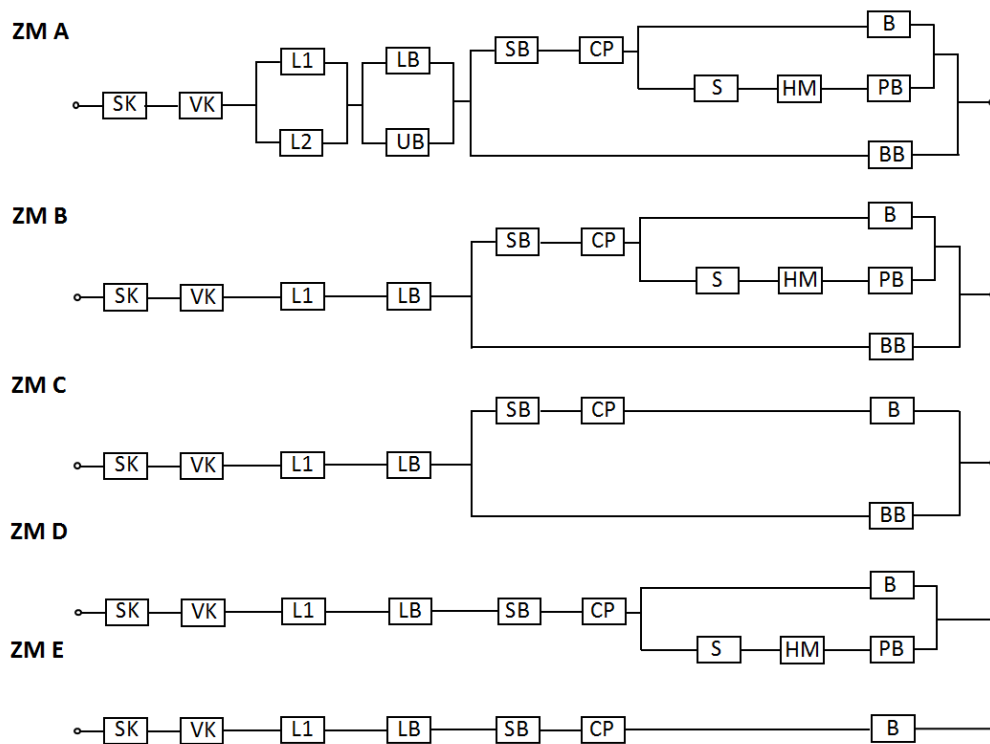 ZM A
B
SB CP
L1 LB
S HM PB
SK VK
L2 UB
BB
ZM B
B
SB CP
S HM PB
SK VK L1 LB
BB
ZM C
SB CP B
SK VK L1 LB
BB
ZM D
B
SK VK L1 LB SB CP
ZM E
S HM PB
SK VK L1 LB SB CP B